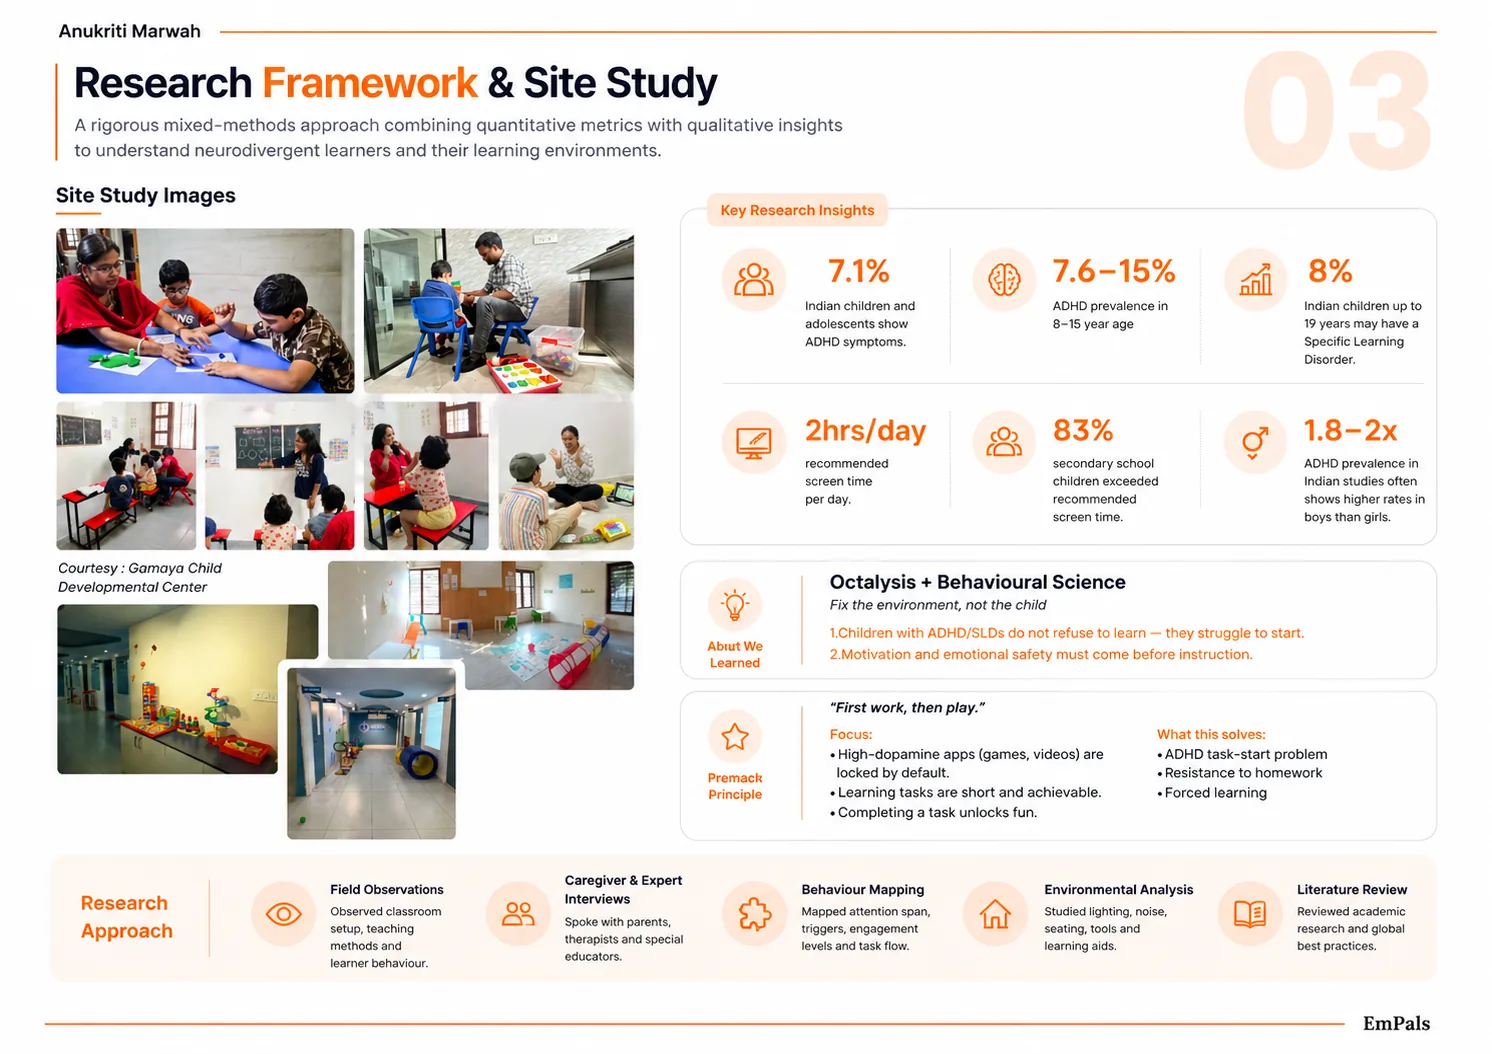 Anukriti Marwah
03
Research Framework & Site Study
A rigorous mixed-methods approach combining quantitative metrics with qualitative insights
to understand neurodivergent learners and their learning environments.
Site Study Images
Courtesy : Gamaya Child
Developmental Center
Key Research Insights
7.1%
Indian children and
adolescents show
ADHD symptoms.
7.6–15%
ADHD prevalence in
8–15 year age
8%
Indian children up to
19 years may have a
Specific Learning
Disorder.
2hrs/day
recommended
screen time
per day.
83%
secondary school
children exceeded
recommended
screen time.
1.8–2x
ADHD prevalence in
Indian studies often
shows higher rates in
boys than girls.
Abıut We
Learned
Octalysis + Behavioural Science
Fix the environment, not the child
1.Children with ADHD/SLDs do not refuse to learn — they struggle to start.
2.Motivation and emotional safety must come before instruction.
Premack
Principle
“First work, then play.”
Focus:
• High-dopamine apps (games, videos) are
locked by default.
• Learning tasks are short and achievable.
• Completing a task unlocks fun.
What this solves:
• ADHD task-start problem
• Resistance to homework
• Forced learning
Research
Approach
Field Observations
Observed classroom
setup, teaching
methods and
learner behaviour.
Caregiver & Expert
Interviews
Spoke with parents,
therapists and special
educators.
Behaviour Mapping
Mapped attention span,
triggers, engagement
levels and task flow.
Environmental Analysis
Studied lighting, noise,
seating, tools and
learning aids.
Literature Review
Reviewed academic
research and global
best practices.
EmPals